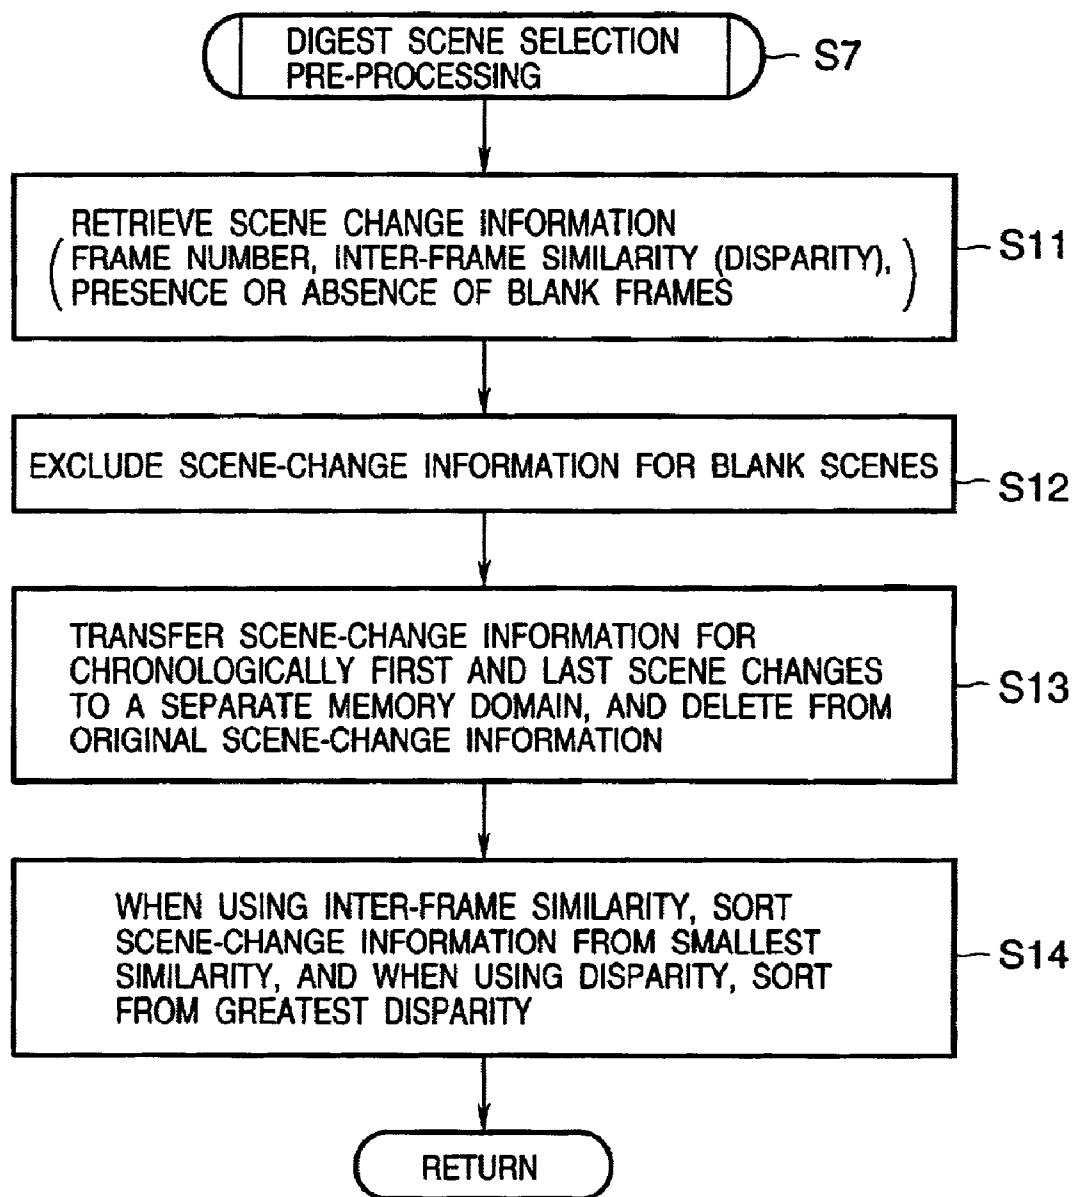 DIGEST SCENE SELECTION
PRE-PROCESSING
S7
RETRIEVE SCENE CHANGE INFORMATION
(FRAME NUMBER, INTER-FRAME SIMILARITY (DISPARITY),
PRESENCE OR ABSENCE OF BLANK FRAMES)
S11
EXCLUDE SCENE-CHANGE INFORMATION FOR BLANK SCENES
S12
TRANSFER SCENE-CHANGE INFORMATION FOR
CHRONOLOGICALLY FIRST AND LAST SCENE CHANGES
TO A SEPARATE MEMORY DOMAIN, AND DELETE FROM
ORIGINAL SCENE-CHANGE INFORMATION
S13
WHEN USING INTER-FRAME SIMILARITY, SORT
SCENE-CHANGE INFORMATION FROM SMALLEST
SIMILARITY, AND WHEN USING DISPARITY, SORT
FROM GREATEST DISPARITY
S14
RETURN